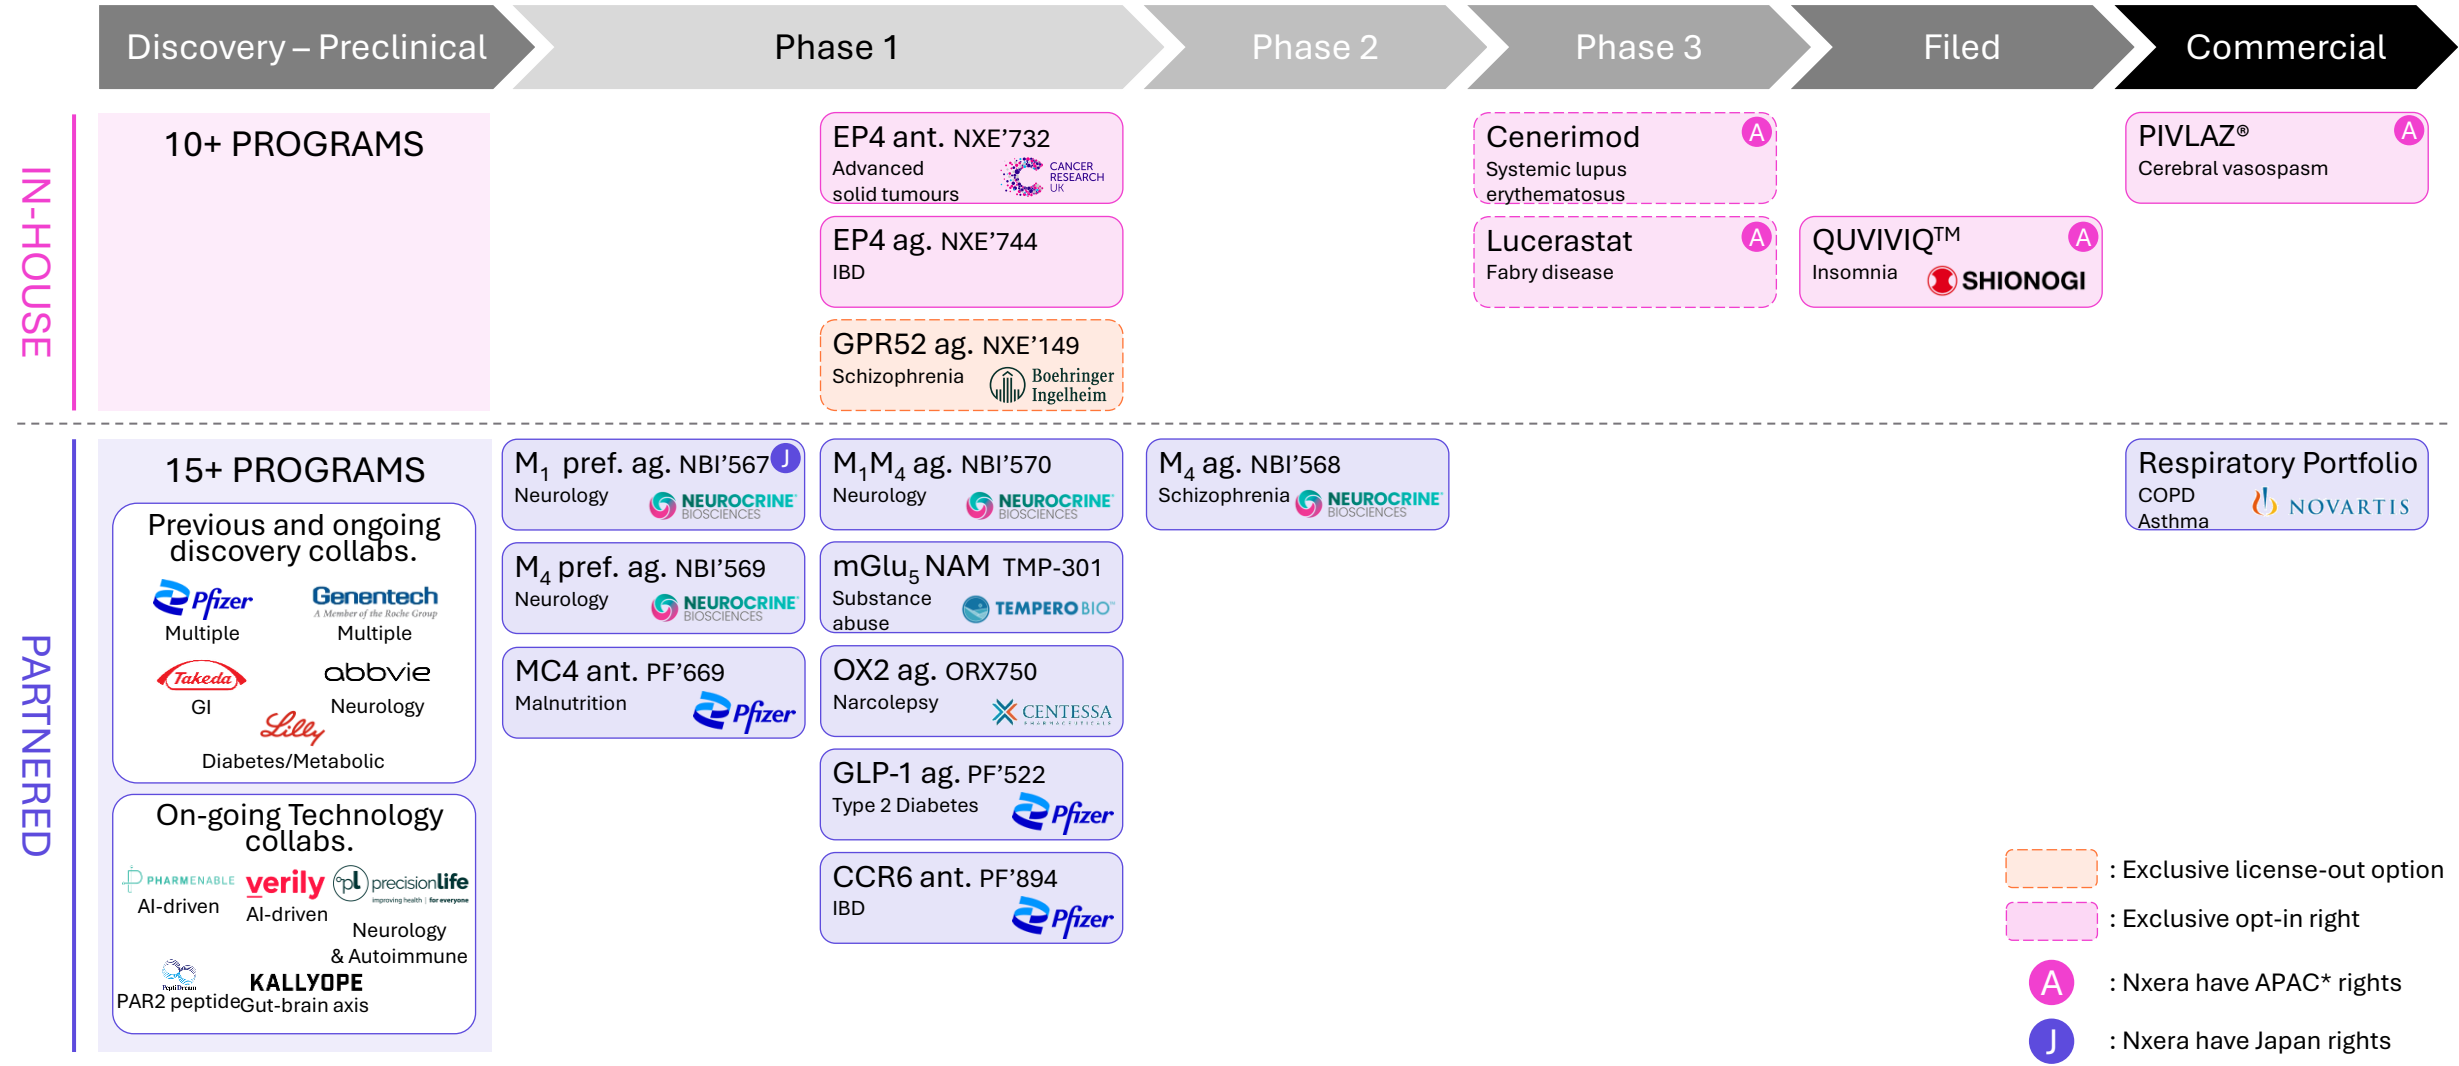 Discovery – Preclinical
Phase 1
Phase 2
Phase 3
Filed
Commercial
IN-HOUSE
10+ PROGRAMS
EP4 ant. NXE’732
Advanced
solid tumours
CANCER
RESEARCH
UK
EP4 ag. NXE’744
IBD
GPR52 ag. NXE’149
Schizophrenia
Boehringer
Ingelheim
Cenerimod
A
Systemic lupus
erythematosus
Lucerastat
A
Fabry disease
QUVIVIQ™
A
Insomnia
SHIONOGI
PIVLAZ®
A
Cerebral vasospasm
PARTNERED
15+ PROGRAMS
Previous and ongoing
discovery collabs.
Pfizer
Multiple
Genentech
A Member of the Roche Group
Multiple
Takeda
GI
abbvie
Neurology
Lilly
Diabetes/Metabolic
On-going Technology
collabs.
PHARMENABLE
AI-driven
verily
AI-driven
pl precisionlife
improving health | for everyone
Neurology
& Autoimmune
PeptiDream
PAR2 peptide
KALLYOPE
Gut-brain axis
M₁ pref. ag. NBI’567
J
Neurology
NEUROCRINE
BIOSCIENCES
M₄ pref. ag. NBI’569
Neurology
NEUROCRINE
BIOSCIENCES
MC4 ant. PF’669
Malnutrition
Pfizer
M₁M₄ ag. NBI’570
Neurology
NEUROCRINE
BIOSCIENCES
mGlu₅ NAM TMP-301
Substance
abuse
TEMPERO BIO™
OX2 ag. ORX750
Narcolepsy
CENTESSA
PHARMACEUTICALS
GLP-1 ag. PF’522
Type 2 Diabetes
Pfizer
CCR6 ant. PF’894
IBD
Pfizer
M₄ ag. NBI’568
Schizophrenia
NEUROCRINE
BIOSCIENCES
Respiratory Portfolio
COPD
Asthma
NOVARTIS
: Exclusive license-out option
: Exclusive opt-in right
A : Nxera have APAC* rights
J : Nxera have Japan rights